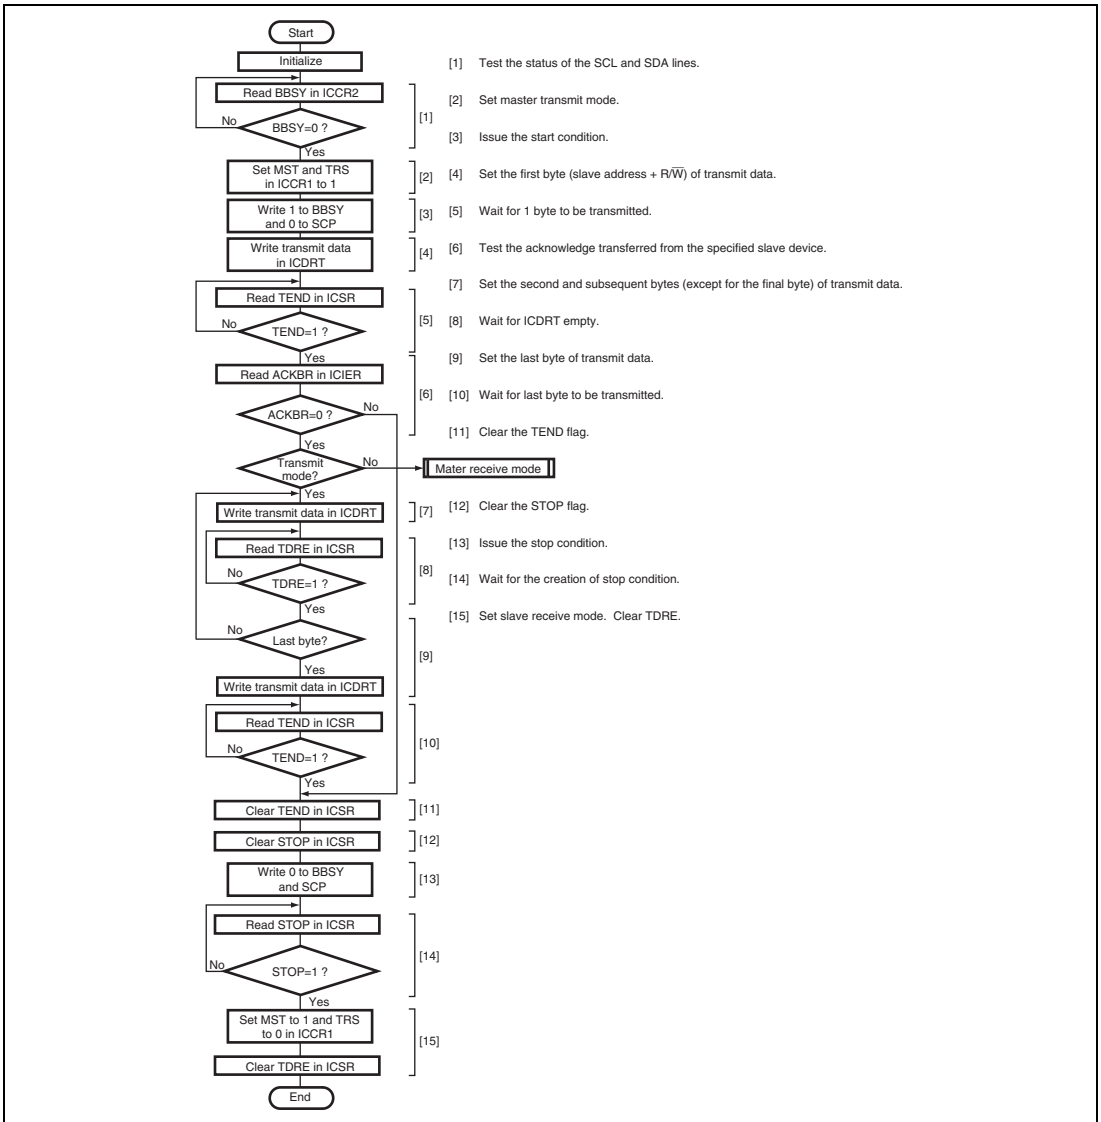 Start
Initialize
Read BBSY in ICCR2
No
BBSY=0 ?
Yes
[1]
Set MST and TRS
in ICCR1 to 1
[2]
Write 1 to BBSY
and 0 to SCP
[3]
Write transmit data
in ICDRT
[4]
Read TEND in ICSR
No
TEND=1 ?
Yes
[5]
Read ACKBR in ICIER
ACKBR=0 ?
No
Yes
[6]
Transmit
mode?
No
Mater receive mode
Yes
Write transmit data in ICDRT
[7]
Read TDRE in ICSR
No
TDRE=1 ?
Yes
[8]
No
Last byte?
Yes
[9]
Write transmit data in ICDRT
Read TEND in ICSR
No
TEND=1 ?
Yes
[10]
Clear TEND in ICSR
[11]
Clear STOP in ICSR
[12]
Write 0 to BBSY
and SCP
[13]
Read STOP in ICSR
No
STOP=1 ?
Yes
[14]
Set MST to 1 and TRS
to 0 in ICCR1
[15]
Clear TDRE in ICSR
End
[1] Test the status of the SCL and SDA lines.
[2] Set master transmit mode.
[3] Issue the start condition.
[4] Set the first byte (slave address + R/W̅) of transmit data.
[5] Wait for 1 byte to be transmitted.
[6] Test the acknowledge transferred from the specified slave device.
[7] Set the second and subsequent bytes (except for the final byte) of transmit data.
[8] Wait for ICDRT empty.
[9] Set the last byte of transmit data.
[10] Wait for last byte to be transmitted.
[11] Clear the TEND flag.
[12] Clear the STOP flag.
[13] Issue the stop condition.
[14] Wait for the creation of stop condition.
[15] Set slave receive mode. Clear TDRE.